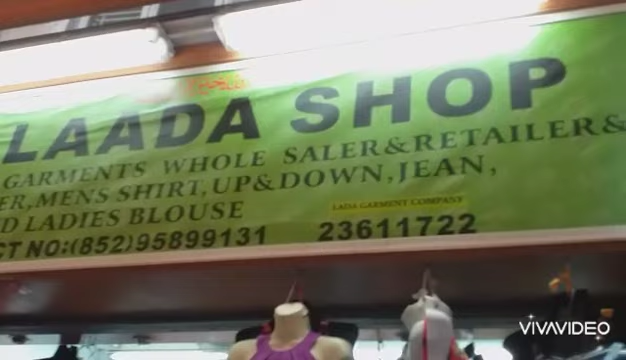 LAADA SHOP
GARMENTS WHOLE SALER&RETAILER&
ER, MENS SHIRT, UP&DOWN, JEAN,
D LADIES BLOUSE
LADA GARMENT COMPANY
CT NO:(852)95899131 23611722
VIVAVIDEO